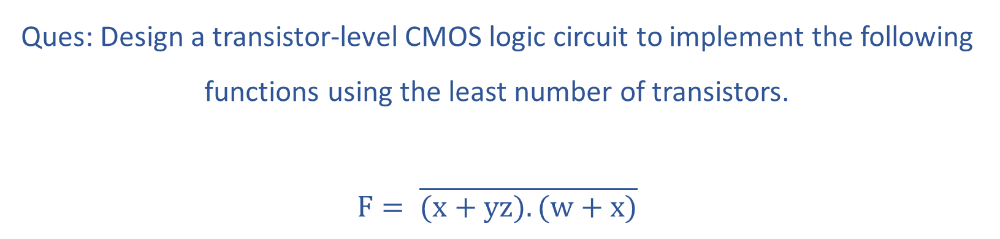 Ques: Design a transistor-level CMOS logic circuit to implement the following
functions using the least number of transistors.
F = \overline{(x + yz). (w + x)}